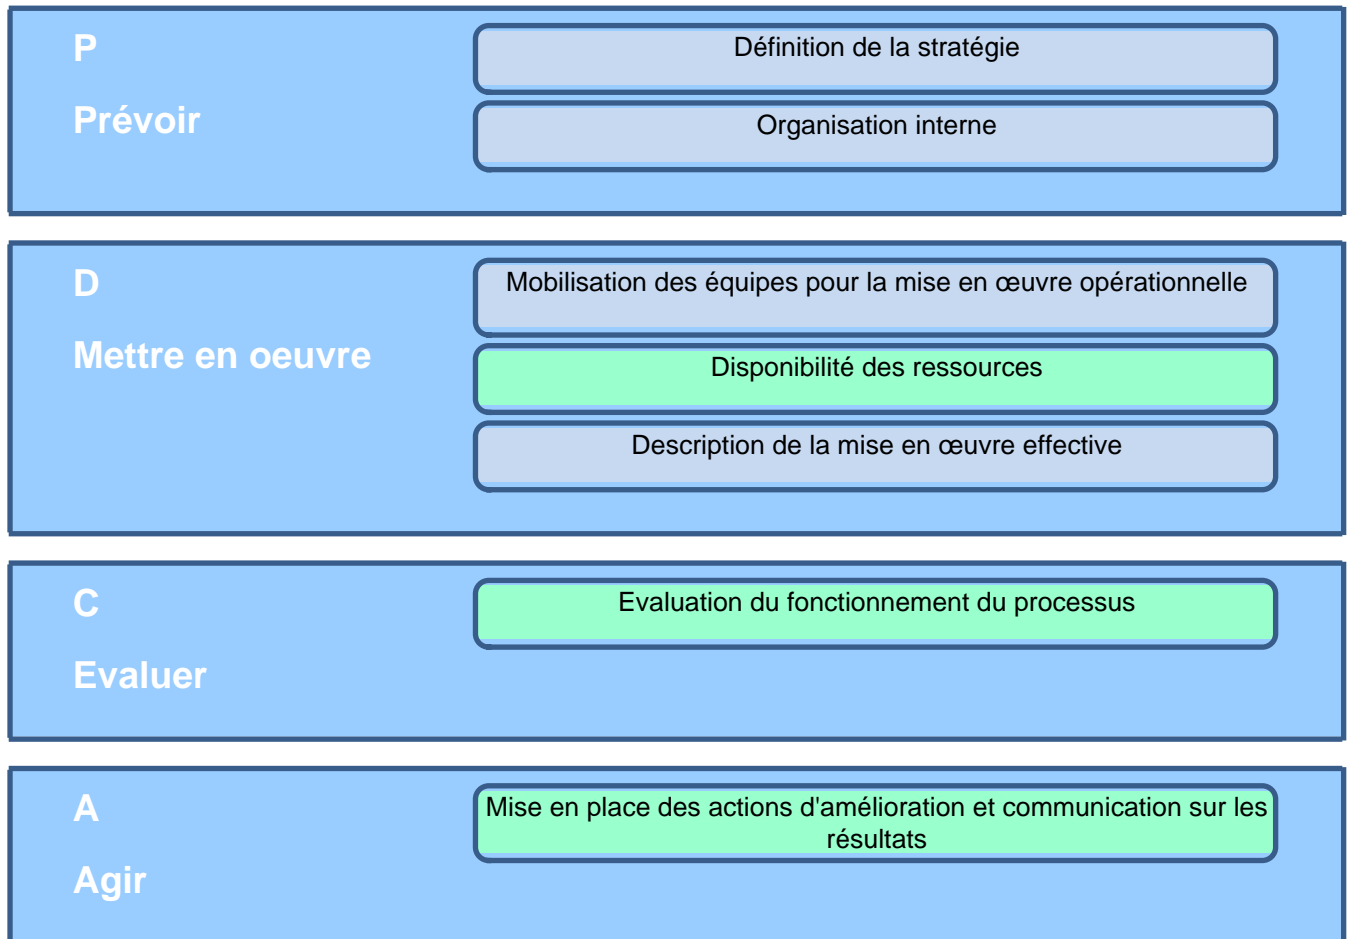 P
Prévoir
Définition de la stratégie
Organisation interne
D
Mettre en oeuvre
Mobilisation des équipes pour la mise en œuvre opérationnelle
Disponibilité des ressources
Description de la mise en œuvre effective
C
Evaluer
Evaluation du fonctionnement du processus
A
Agir
Mise en place des actions d'amélioration et communication sur les
résultats